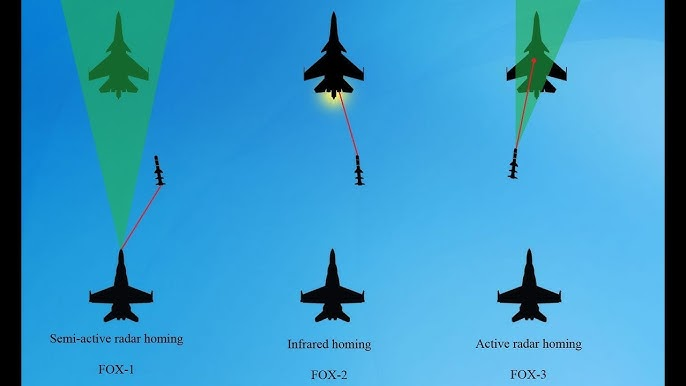 Semi-active radar homing
FOX-1
Infrared homing
FOX-2
Active radar homing
FOX-3